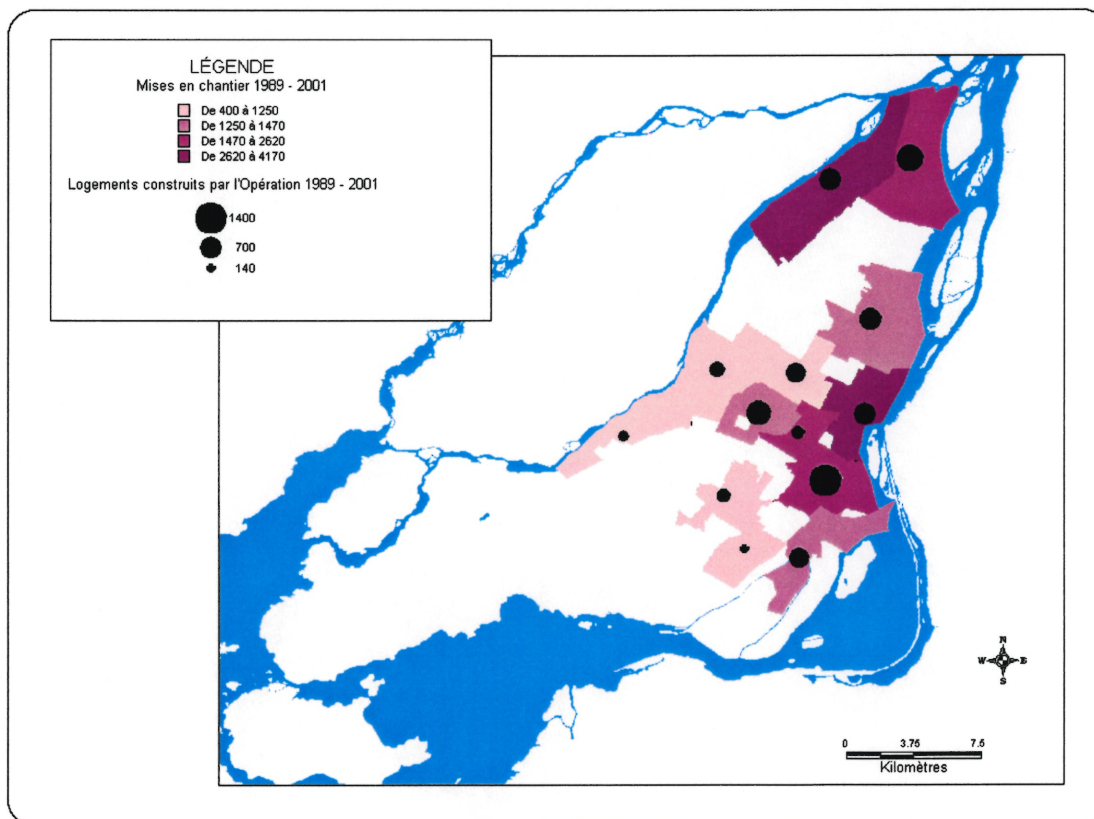 LÉGENDE
Mises en chantier 1989 - 2001
De 400 à 1250
De 1250 à 1470
De 1470 à 2620
De 2620 à 4170
Logements construits par l'Opération 1989 - 2001
1400
700
140
N
W E
S
0 3.75 7.5
Kilomètres